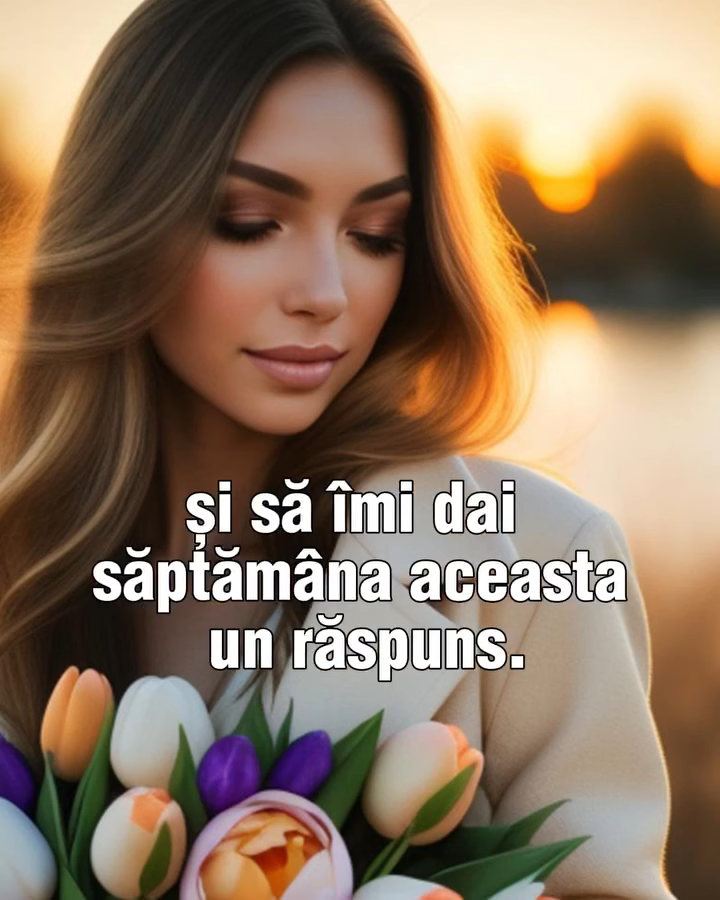 și să îmi dai
săptămâna aceasta
un răspuns.